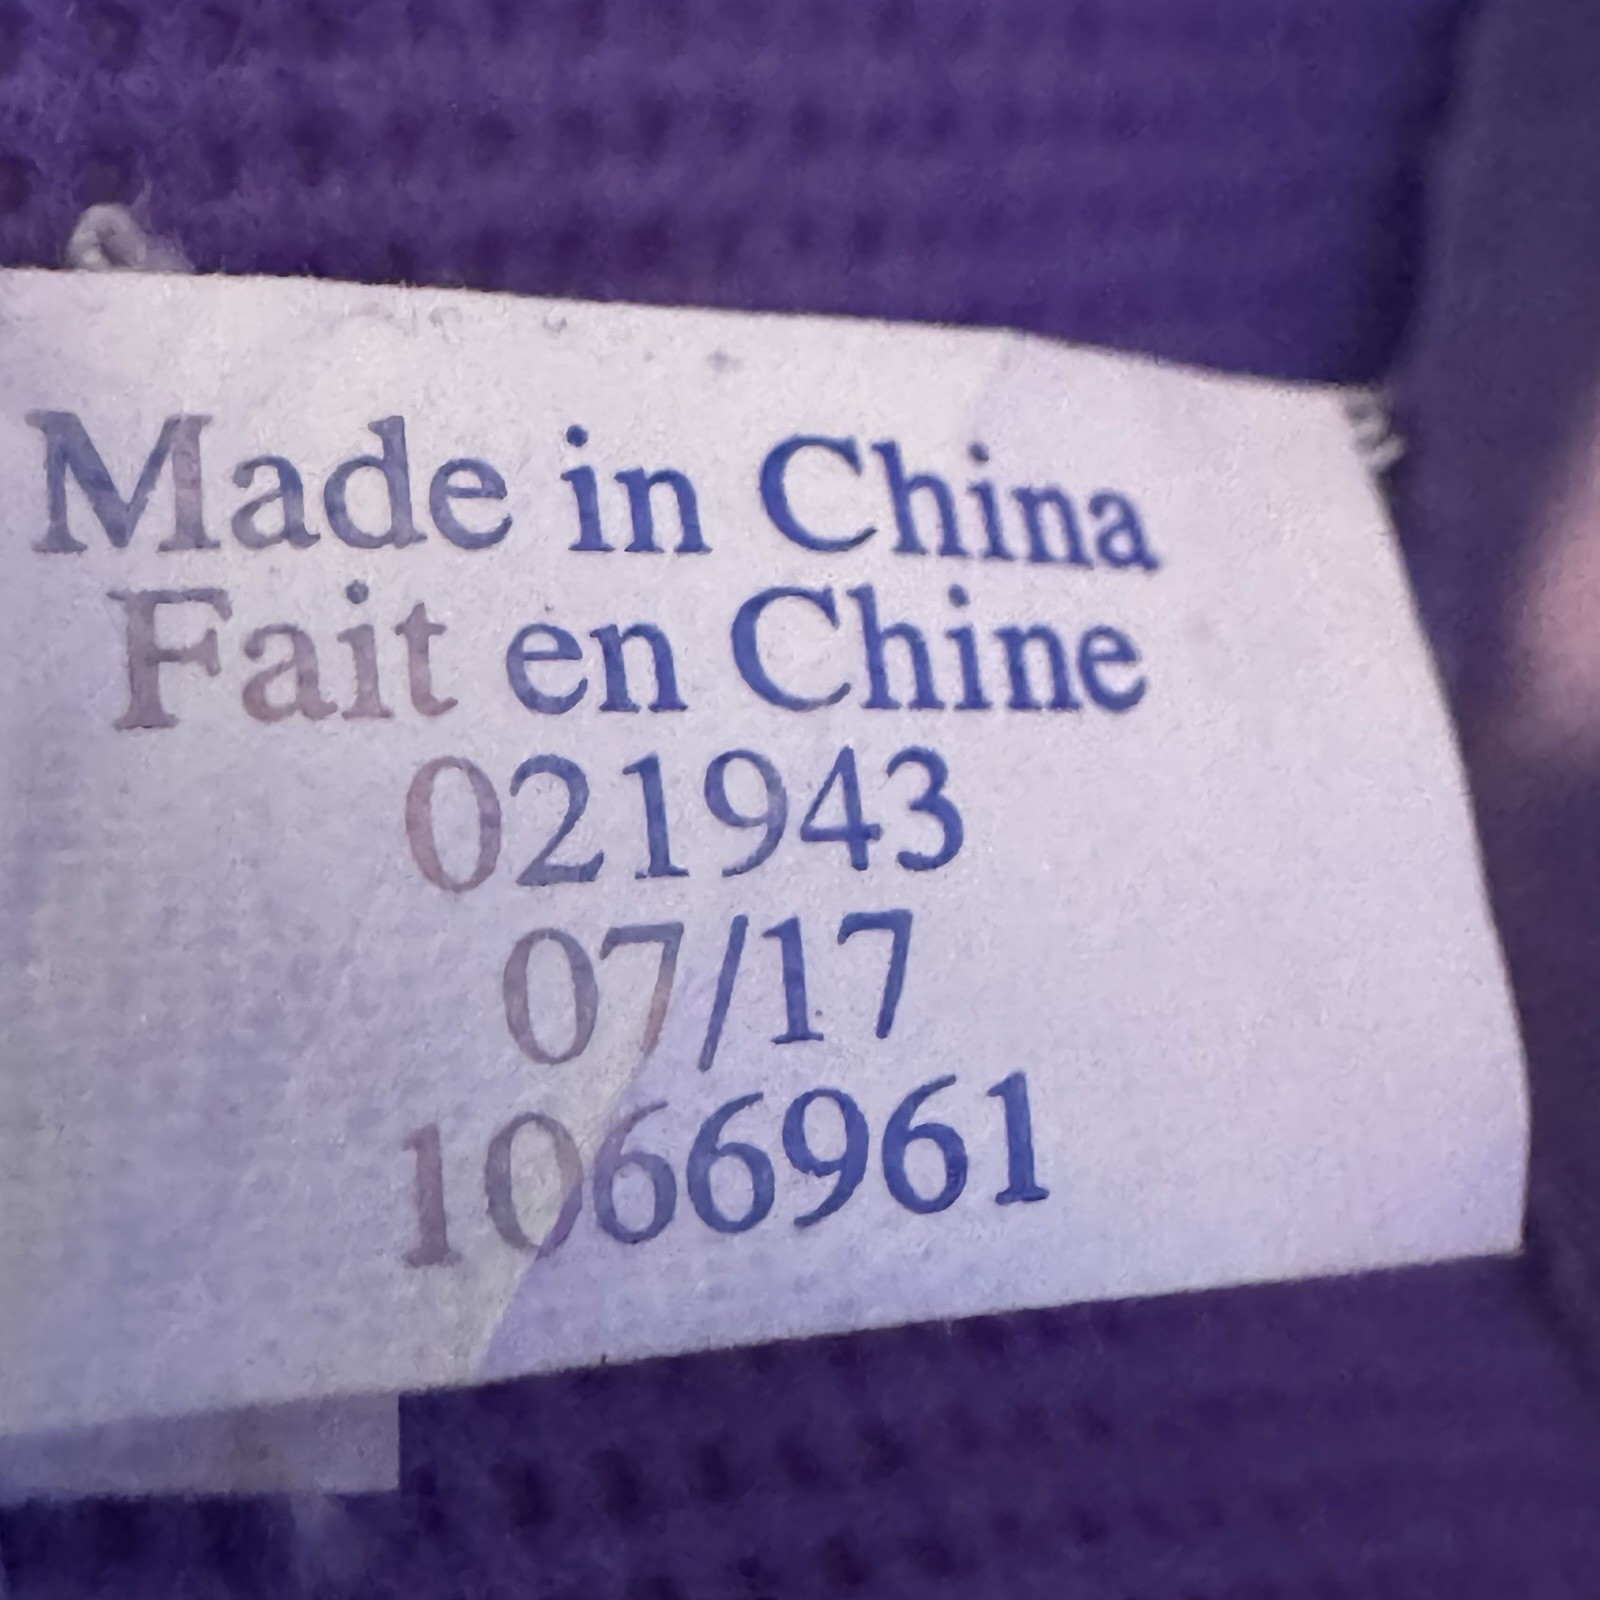 Made in China
Fait en Chine
021943
07/17
1066961